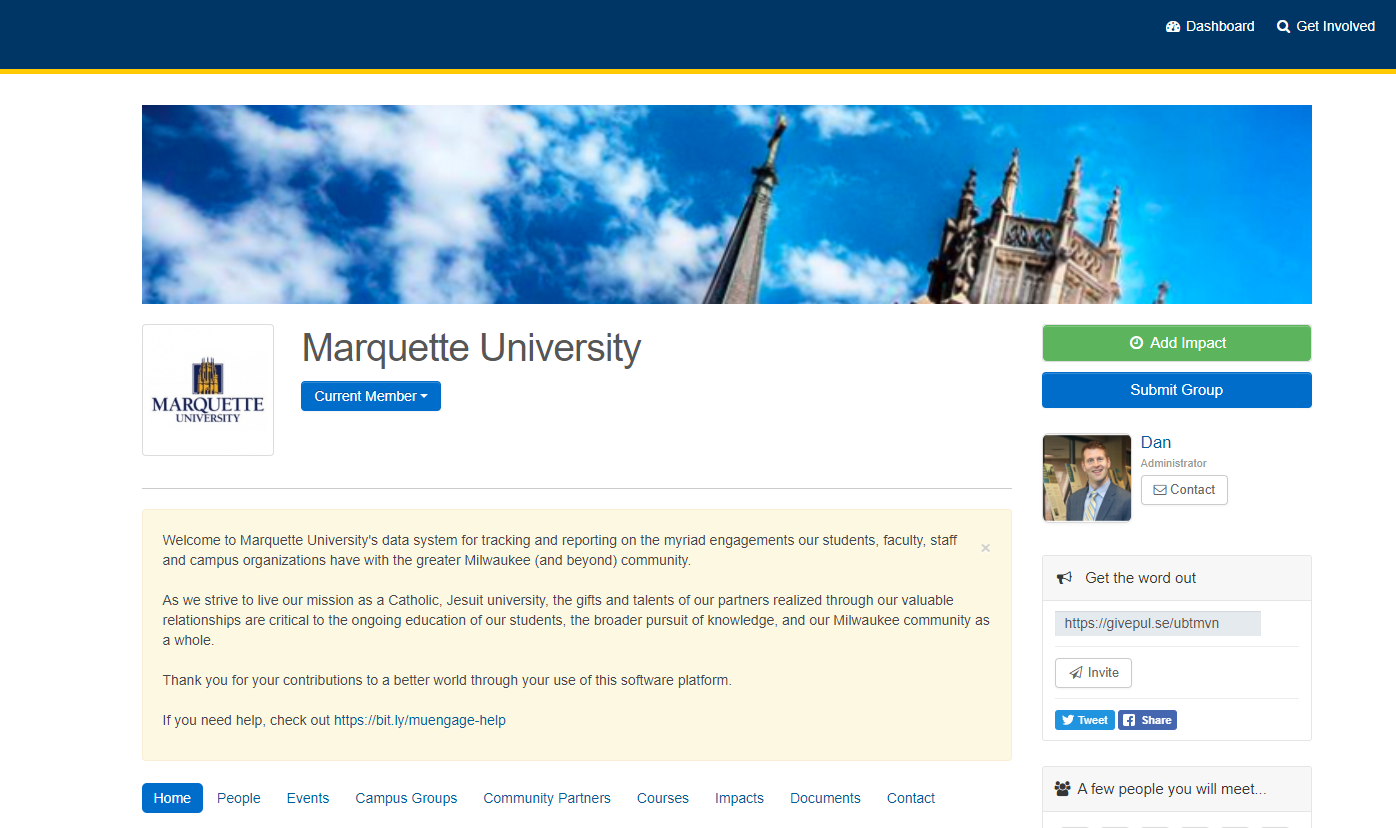 Dashboard
Get Involved
MARQUETTE
UNIVERSITY
Marquette University
Current Member
Add Impact
Submit Group
Dan
Administrator
Contact
Welcome to Marquette University's data system for tracking and reporting on the myriad engagements our students, faculty, staff
and campus organizations have with the greater Milwaukee (and beyond) community.
×
As we strive to live our mission as a Catholic, Jesuit university, the gifts and talents of our partners realized through our valuable
relationships are critical to the ongoing education of our students, the broader pursuit of knowledge, and our Milwaukee community as
a whole.
Thank you for your contributions to a better world through your use of this software platform.
If you need help, check out https://bit.ly/muengage-help
Get the word out
https://givepul.se/ubtmvn
Invite
Tweet
Share
Home
People
Events
Campus Groups
Community Partners
Courses
Impacts
Documents
Contact
A few people you will meet...